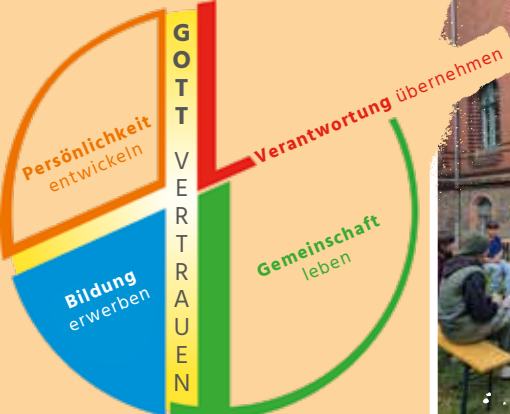 GOTT VERTRAUEN
Persönlichkeit
entwickeln
Verantwortung übernehmen
Bildung
erwerben
Gemeinschaft
leben